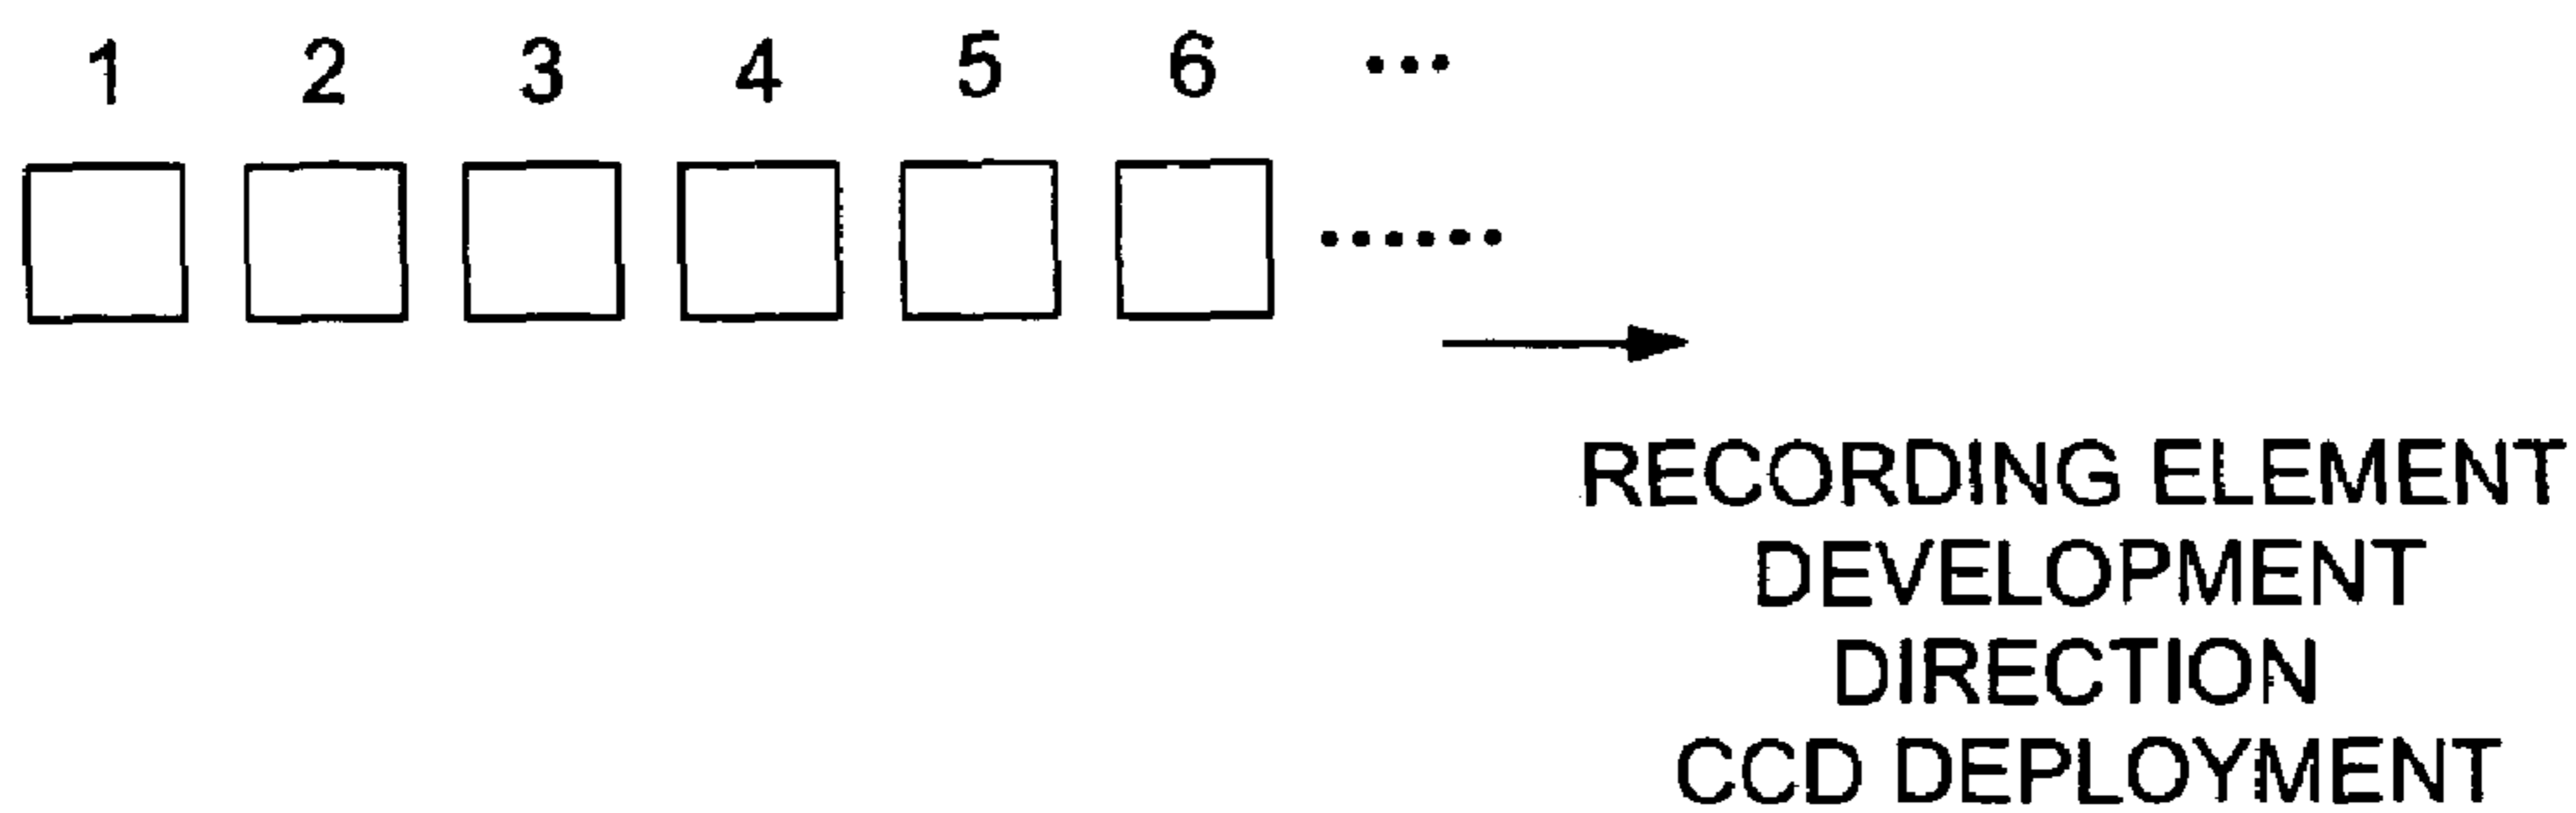 1 2 3 4 5 6 ...
......
RECORDING ELEMENT
DEVELOPMENT
DIRECTION
CCD DEPLOYMENT